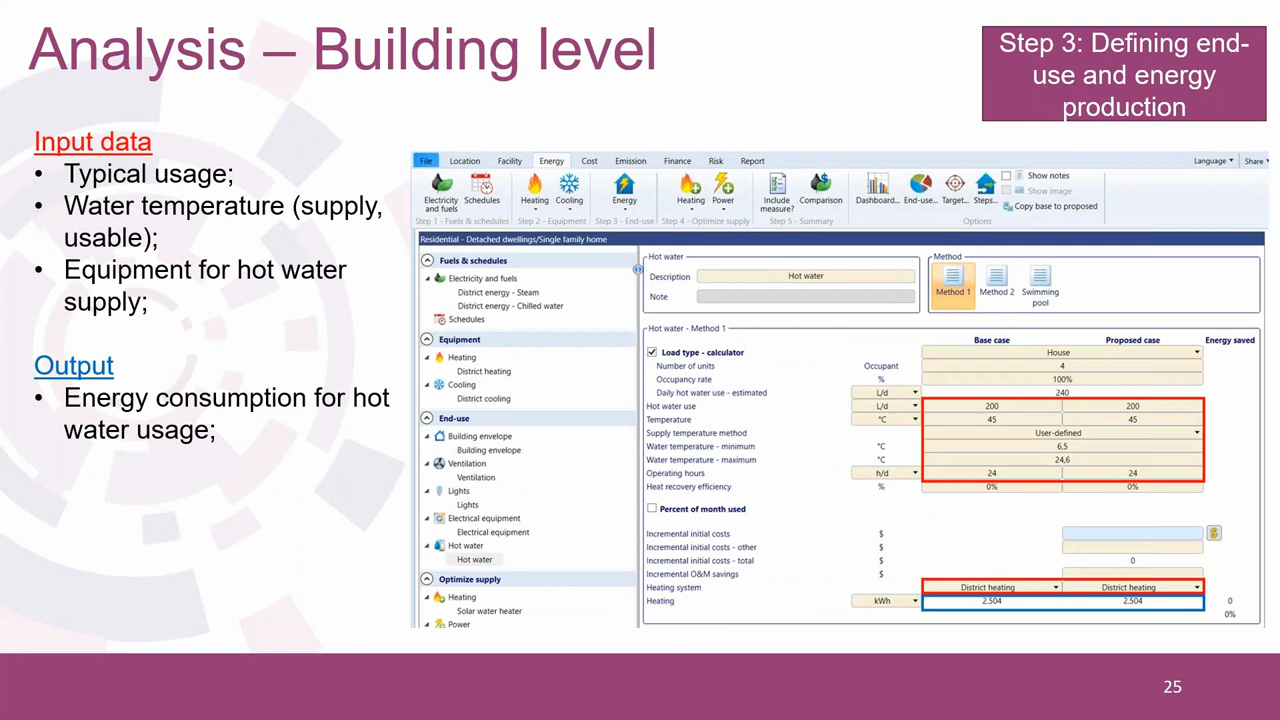 Analysis – Building level
Step 3: Defining end-
use and energy
production
Input data
• Typical usage;
• Water temperature (supply,
usable);
• Equipment for hot water
supply;
Output
• Energy consumption for hot
water usage;
File Location Facility Energy Cost Emission Finance Risk Report Language Share
Electricity and fuels
Schedules
Step 1 - Fuels & schedules
Heating Cooling
Step 2 - Equipment
Energy
Step 3 - End-use
Heating Power
Step 4 - Optimize supply
Include measure? Comparison
Step 5 - Summary
Dashboard... End-use... Target... Steps...
Show notes
Show image
Copy base to proposed
Options
Residential - Detached dwellings/Single family home
Fuels & schedules
Electricity and fuels
District energy - Steam
District energy - Chilled water
Schedules
Equipment
Heating
District heating
Cooling
District cooling
End-use
Building envelope
Building envelope
Ventilation
Ventilation
Lights
Lights
Electrical equipment
Electrical equipment
Hot water
Hot water
Optimize supply
Heating
Solar water heater
Power
Hot water
Description Hot water
Note
Method
Method 1 Method 2 Swimming pool
Hot water - Method 1
Base case Proposed case Energy saved
Load type - calculator House
Number of units Occupant 4
Occupancy rate % 100%
Daily hot water use - estimated L/d 240
Hot water use L/d 200 200
Temperature °C 45 45
Supply temperature method User-defined
Water temperature - minimum °C 6,5
Water temperature - maximum °C 24,6
Operating hours h/d 24 24
Heat recovery efficiency % 0% 0%
Percent of month used
Incremental initial costs $ $
Incremental initial costs - other $
Incremental initial costs - total $ 0
Incremental O&M savings $
Heating system District heating District heating
Heating kWh 2.504 2.504 0
0%
25